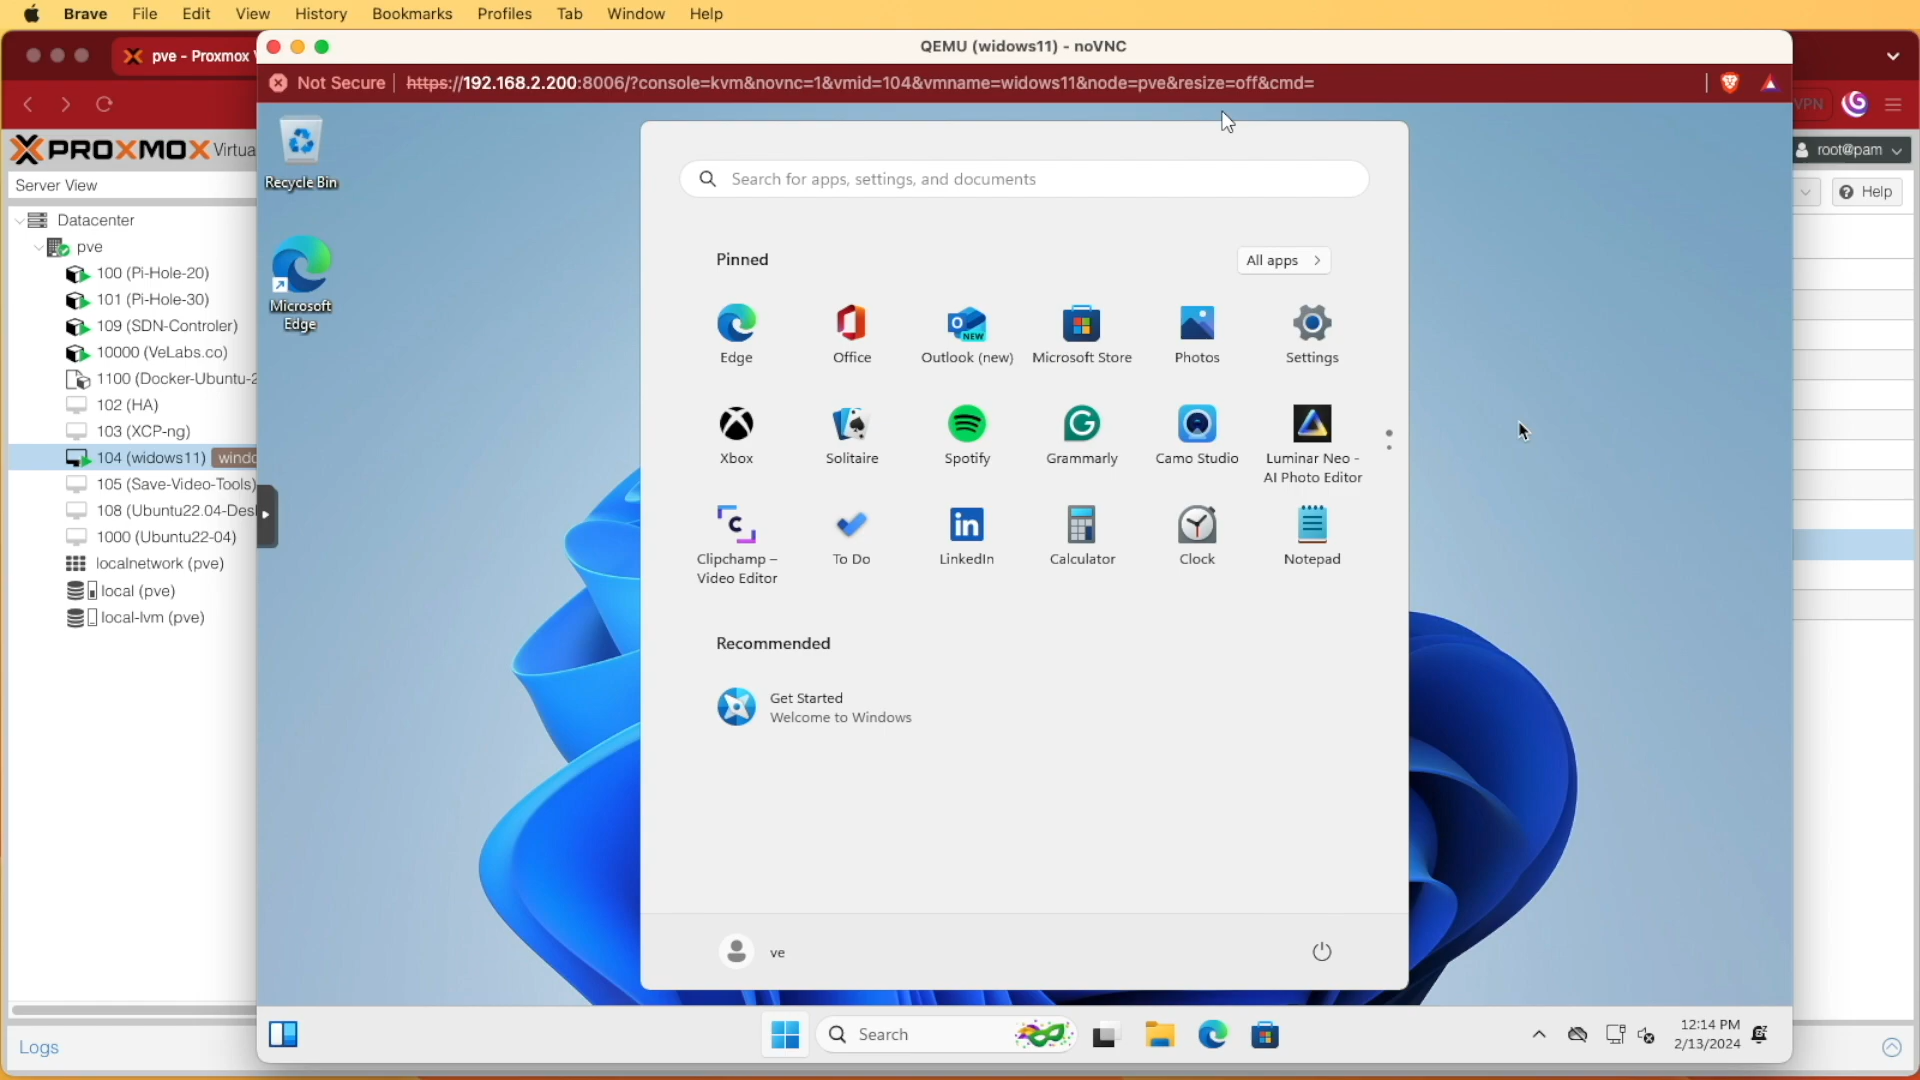 Brave File Edit View History Bookmarks Profiles Tab Window Help
pve - Proxmox
QEMU (widows11) - noVNC
Not Secure https://192.168.2.200:8006/?console=kvm&novnc=1&vmid=104&vmname=widows11&node=pve&resize=off&cmd=
VPN
PROXMOX Virtua
root@pam
Server View
Help
Datacenter
pve
100 (Pi-Hole-20)
101 (Pi-Hole-30)
109 (SDN-Controler)
10000 (VeLabs.co)
1100 (Docker-Ubuntu-2
102 (HA)
103 (XCP-ng)
104 (widows11) windo
105 (Save-Video-Tools)
108 (Ubuntu22.04-Des
1000 (Ubuntu22-04)
localnetwork (pve)
local (pve)
local-lvm (pve)
Logs
Recycle Bin
Microsoft
Edge
Search for apps, settings, and documents
Pinned
All apps
Edge
Office
Outlook (new)
NEW
Microsoft Store
Photos
Settings
Xbox
Solitaire
Spotify
Grammarly
Camo Studio
Luminar Neo -
AI Photo Editor
Clipchamp –
Video Editor
To Do
LinkedIn
Calculator
Clock
Notepad
Recommended
Get Started
Welcome to Windows
ve
Search
12:14 PM
2/13/2024